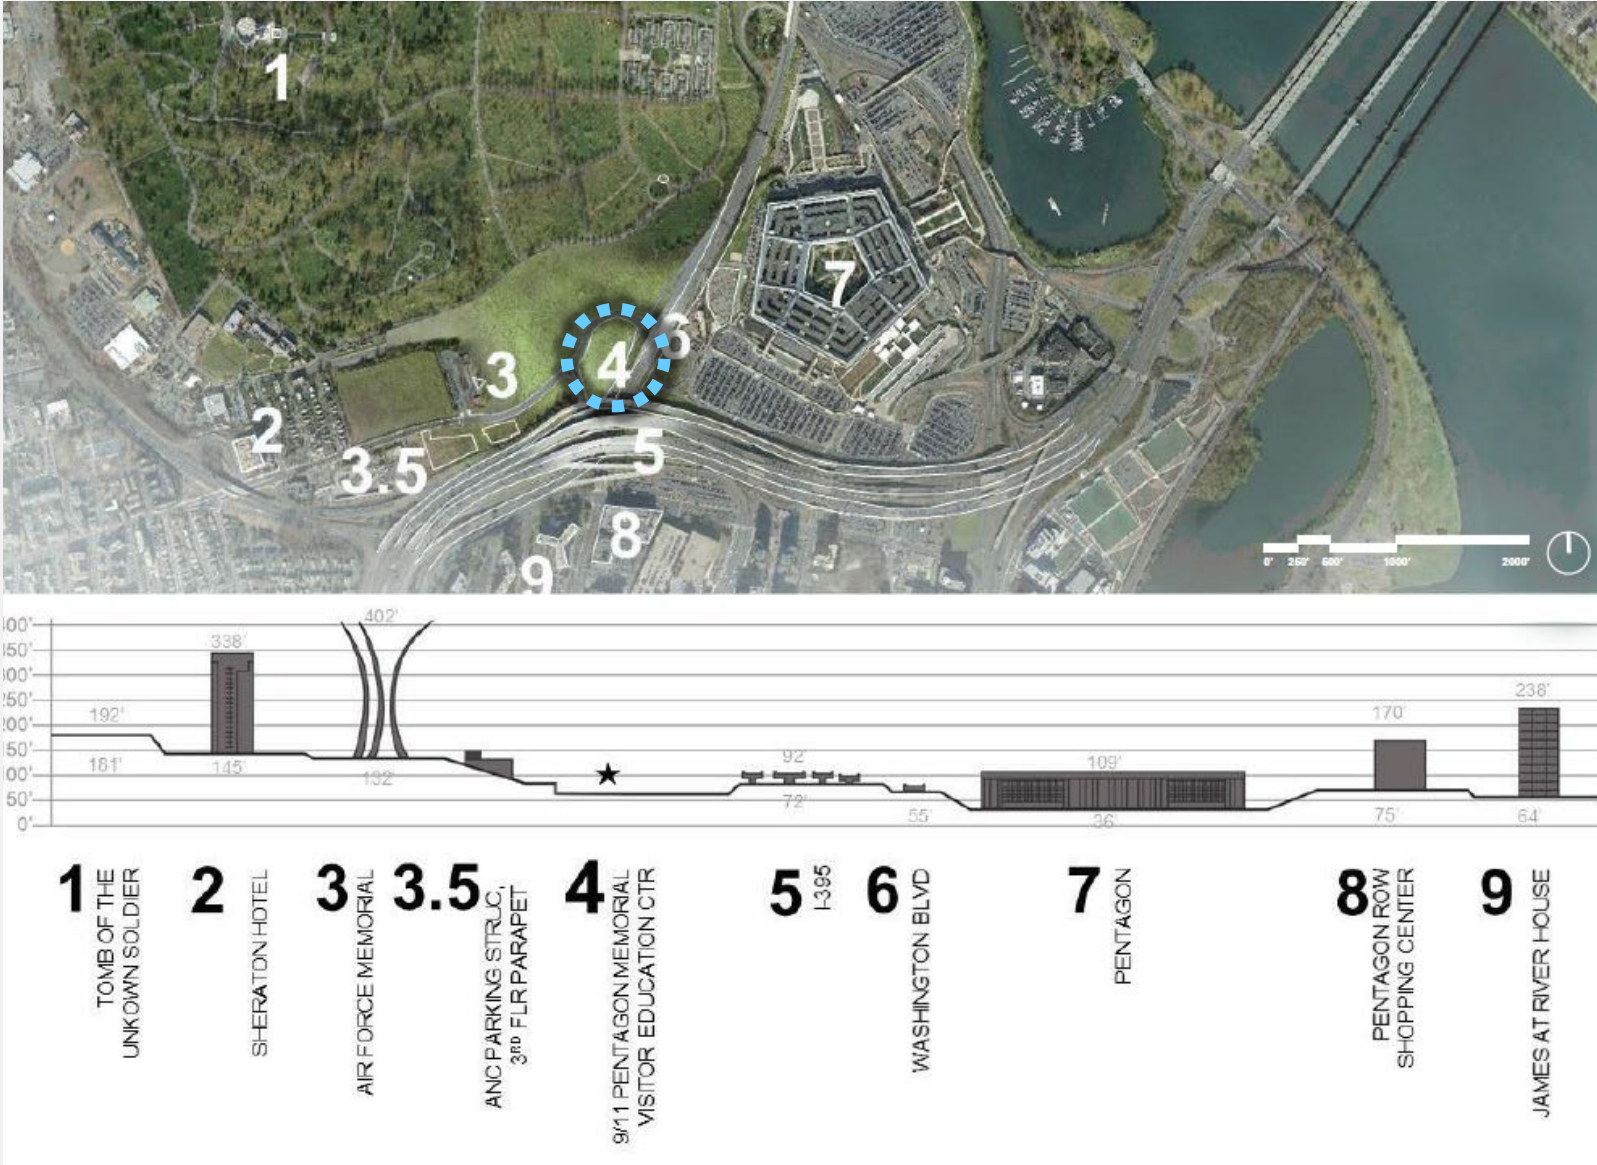 1
2
3
3.5
4
5
6
7
8
9
0' 250' 500' 1000' 2000'
402'
338'
192'
181'
145'
132'
92'
72'
55'
109'
36'
170'
75'
238'
64'
50'
0'
1 TOMB OF THE
UNKOWN SOLDIER
2 SHERATON HOTEL
3 AIR FORCE MEMORIAL
3.5 ANC PARKING STRUC,
3RD FLR PARAPET
4 9/11 PENTAGON MEMORIAL
VISITOR EDUCATION CTR
5 I-395
6 WASHINGTON BLVD
7 PENTAGON
8 PENTAGON ROW
SHOPPING CENTER
9 JAMES AT RIVER HOUSE